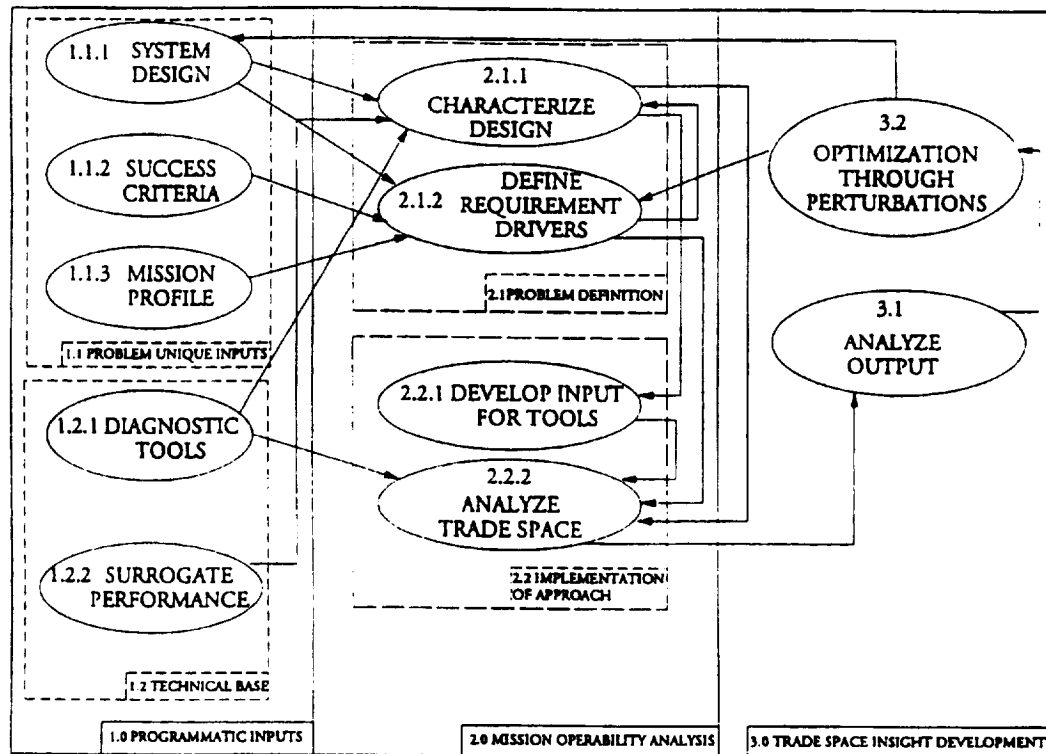 1.1.1 SYSTEM
DESIGN
1.1.2 SUCCESS
CRITERIA
1.1.3 MISSION
PROFILE
1.1 PROBLEM UNIQUE INPUTS
1.2.1 DIAGNOSTIC
TOOLS
1.2.2 SURROGATE
PERFORMANCE
1.2 TECHNICAL BASE
1.0 PROGRAMMATIC INPUTS
2.1.1
CHARACTERIZE
DESIGN
2.1.2 DEFINE
REQUIREMENT
DRIVERS
2.1 PROBLEM DEFINITION
2.2.1 DEVELOP INPUT
FOR TOOLS
2.2.2
ANALYZE
TRADE SPACE
2.2 IMPLEMENTATION
OF APPROACH
2.0 MISSION OPERABILITY ANALYSIS
3.2
OPTIMIZATION
THROUGH
PERTURBATIONS
3.1
ANALYZE
OUTPUT
3.0 TRADE SPACE INSIGHT DEVELOPMENT